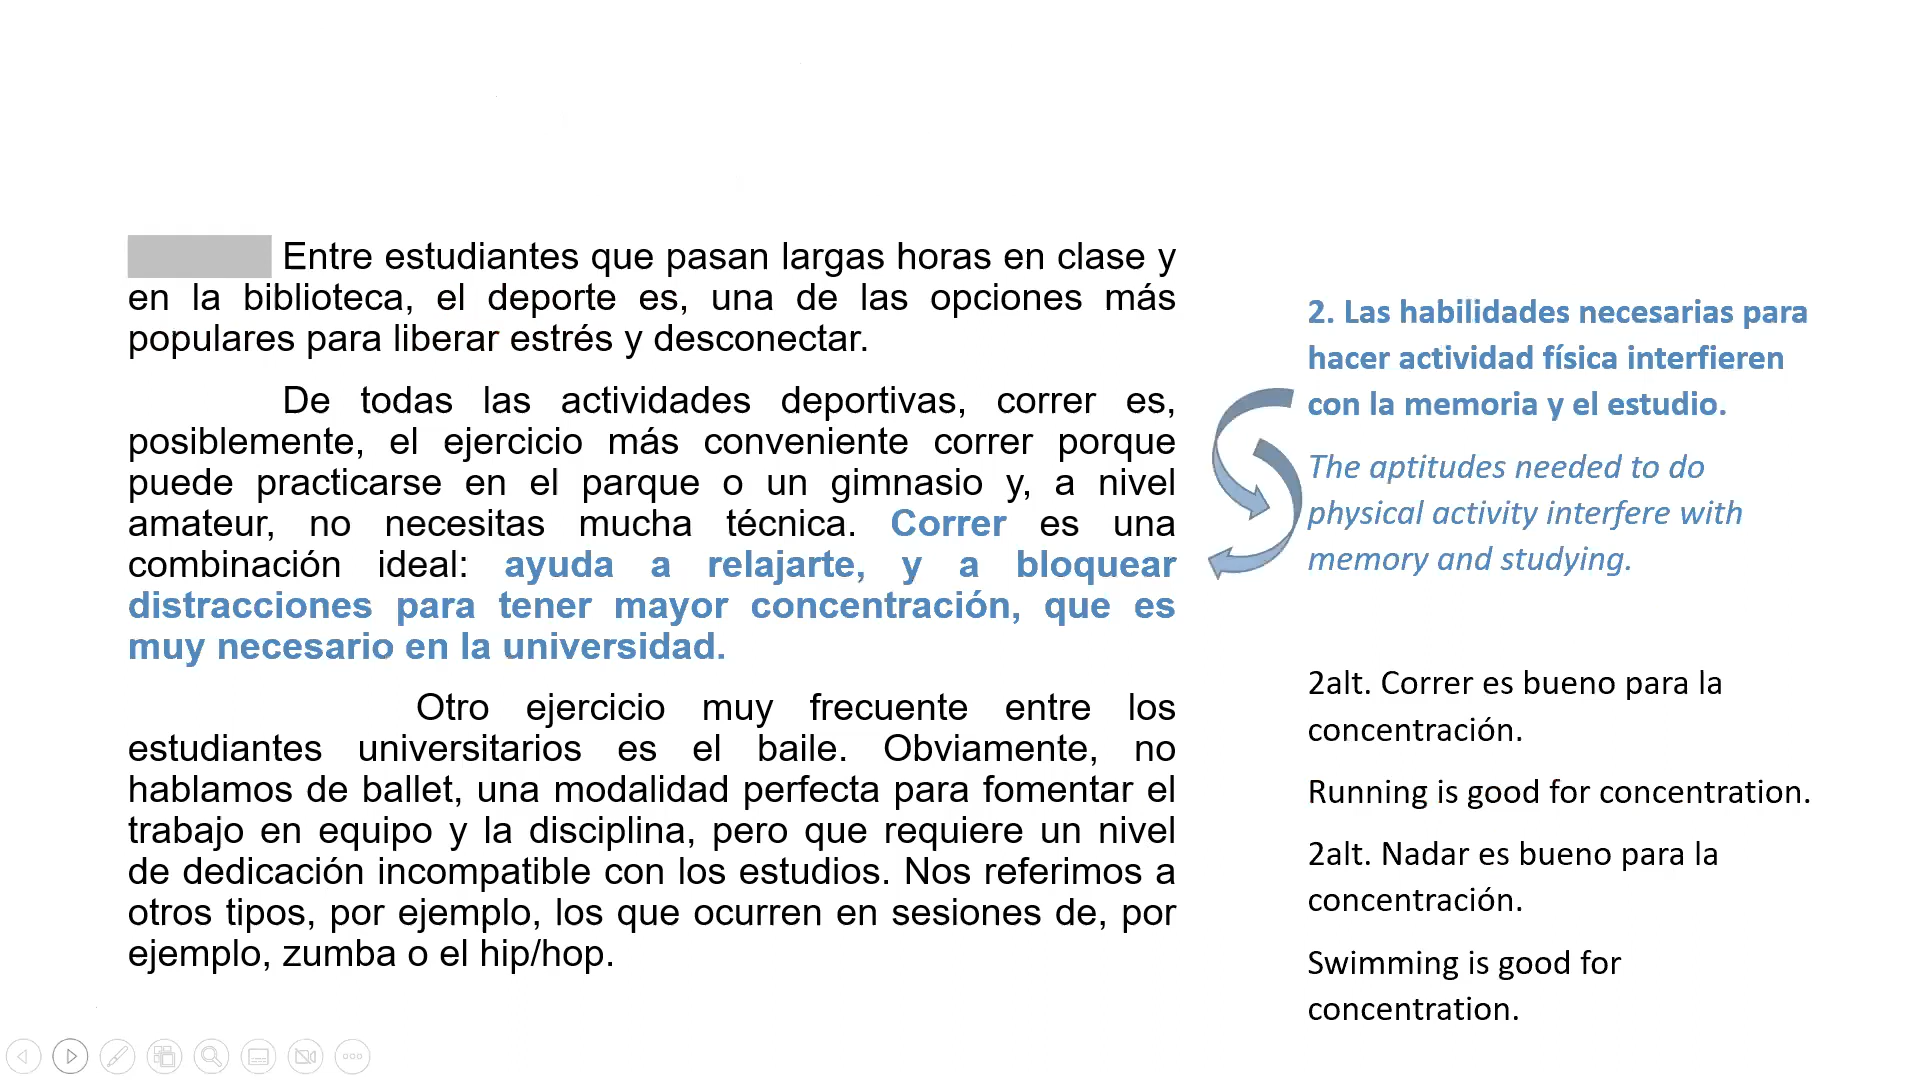 Entre estudiantes que pasan largas horas en clase y
en la biblioteca, el deporte es, una de las opciones más
populares para liberar estrés y desconectar.
De todas las actividades deportivas, correr es,
posiblemente, el ejercicio más conveniente correr porque
puede practicarse en el parque o un gimnasio y, a nivel
amateur, no necesitas mucha técnica. Correr es una
combinación ideal: ayuda a relajarte, y a bloquear
distracciones para tener mayor concentración, que es
muy necesario en la universidad.
Otro ejercicio muy frecuente entre los
estudiantes universitarios es el baile. Obviamente, no
hablamos de ballet, una modalidad perfecta para fomentar el
trabajo en equipo y la disciplina, pero que requiere un nivel
de dedicación incompatible con los estudios. Nos referimos a
otros tipos, por ejemplo, los que ocurren en sesiones de, por
ejemplo, zumba o el hip/hop.
2. Las habilidades necesarias para
hacer actividad física interfieren
con la memoria y el estudio.
The aptitudes needed to do
physical activity interfere with
memory and studying.
2alt. Correr es bueno para la
concentración.
Running is good for concentration.
2alt. Nadar es bueno para la
concentración.
Swimming is good for
concentration.